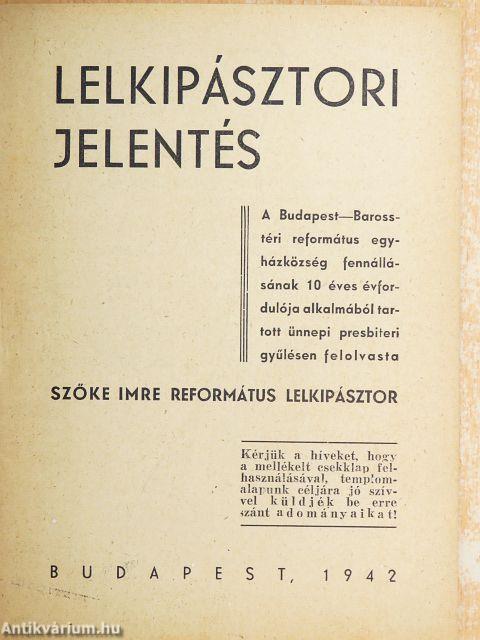 LELKIPÁSZTORI
JELENTÉS
A Budapest—Baross-
téri református egy-
házközség fennállá-
sának 10 éves évfor-
dulója alkalmából tar-
tott ünnepi presbiteri
gyűlésen felolvasta
SZŐKE IMRE REFORMÁTUS LELKIPÁSZTOR
Kérjük a híveket, hogy
a mellékelt csekklap fel-
használásával, templom-
alapunk céljára jó szív-
vel küldjék be erre
szánt adományaikat!
BUDAPEST, 1942
Antikvárium.hu